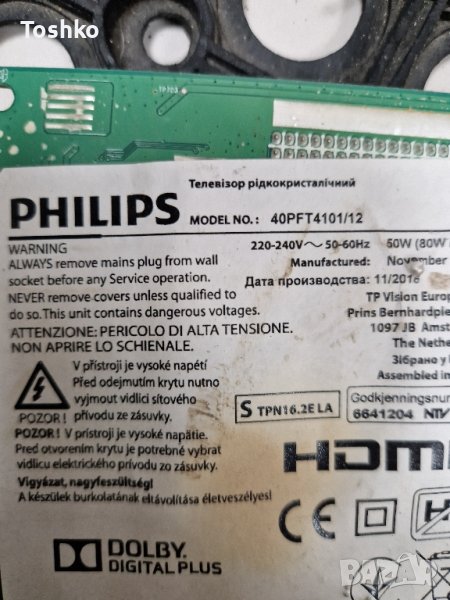 Toshko
TP703
Телевізор рідкокристалічний
PHILIPS MODEL NO.: 40PFT4101/12
WARNING
220-240V ~ 50-60Hz 50W (80W
ALWAYS remove mains plug from wall
Manufactured: November
socket before any Service operation.
Дата производства: 11/2016
NEVER remove covers unless qualified to
TP Vision Europ
do so. This unit contains dangerous voltages.
Prins Bernhardple
ATTENZIONE: PERICOLO DI ALTA TENSIONE.
1097 JB Amst
NON APRIRE LO SCHIENALE.
The Nethe
Зібрано у
Assembled in
V přístroji je vysoké napětí
Před odejmutím krytu nutno
vyjmout vidlici síťového
POZOR! přívodu ze zásuvky.
S TPN16.2E LA
Godkjenningsnur
6641204 NTV
POZOR! V prístroji je vysoké napätie.
Pred otvorením krytu je potrebné vybrať
vidlicu elektrického prívodu zo zásuvky.
HDMI
Vigyázat, nagyfeszültség!
A készülek burkolatának eltávolítása életveszélyes!
CE
DOLBY
DIGITAL PLUS
bazar